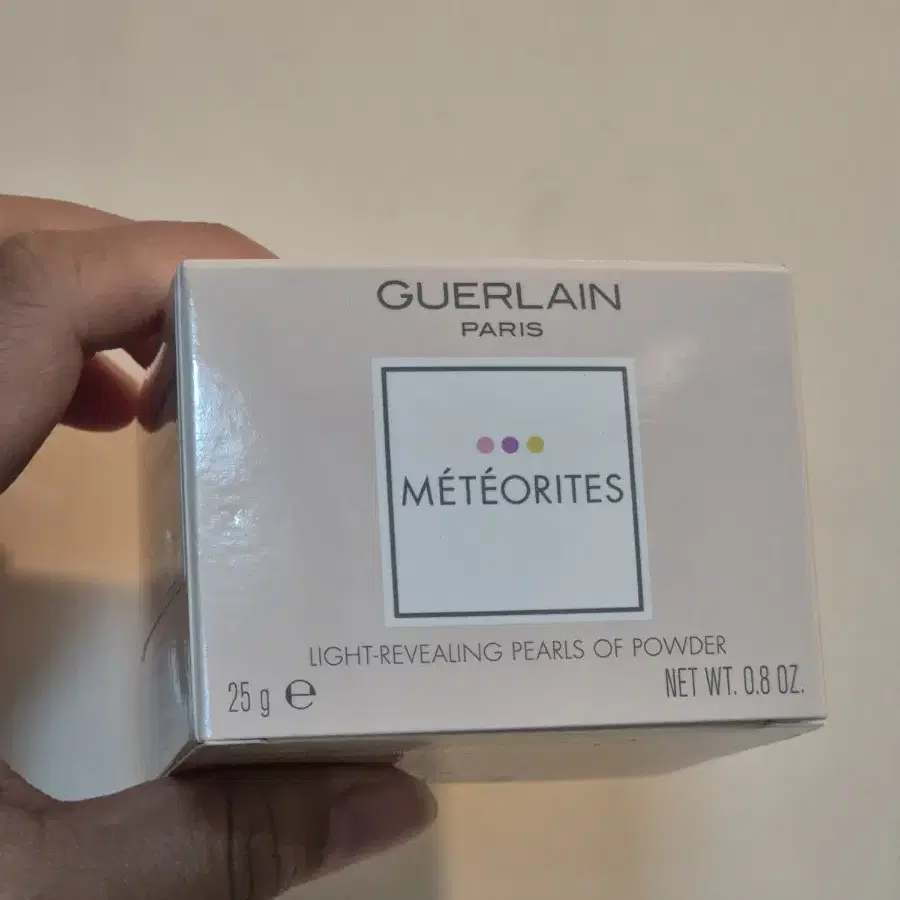 GUERLAIN
PARIS
MÉTÉORITES
LIGHT-REVEALING PEARLS OF POWDER
25 g ℮
NET WT. 0.8 OZ.